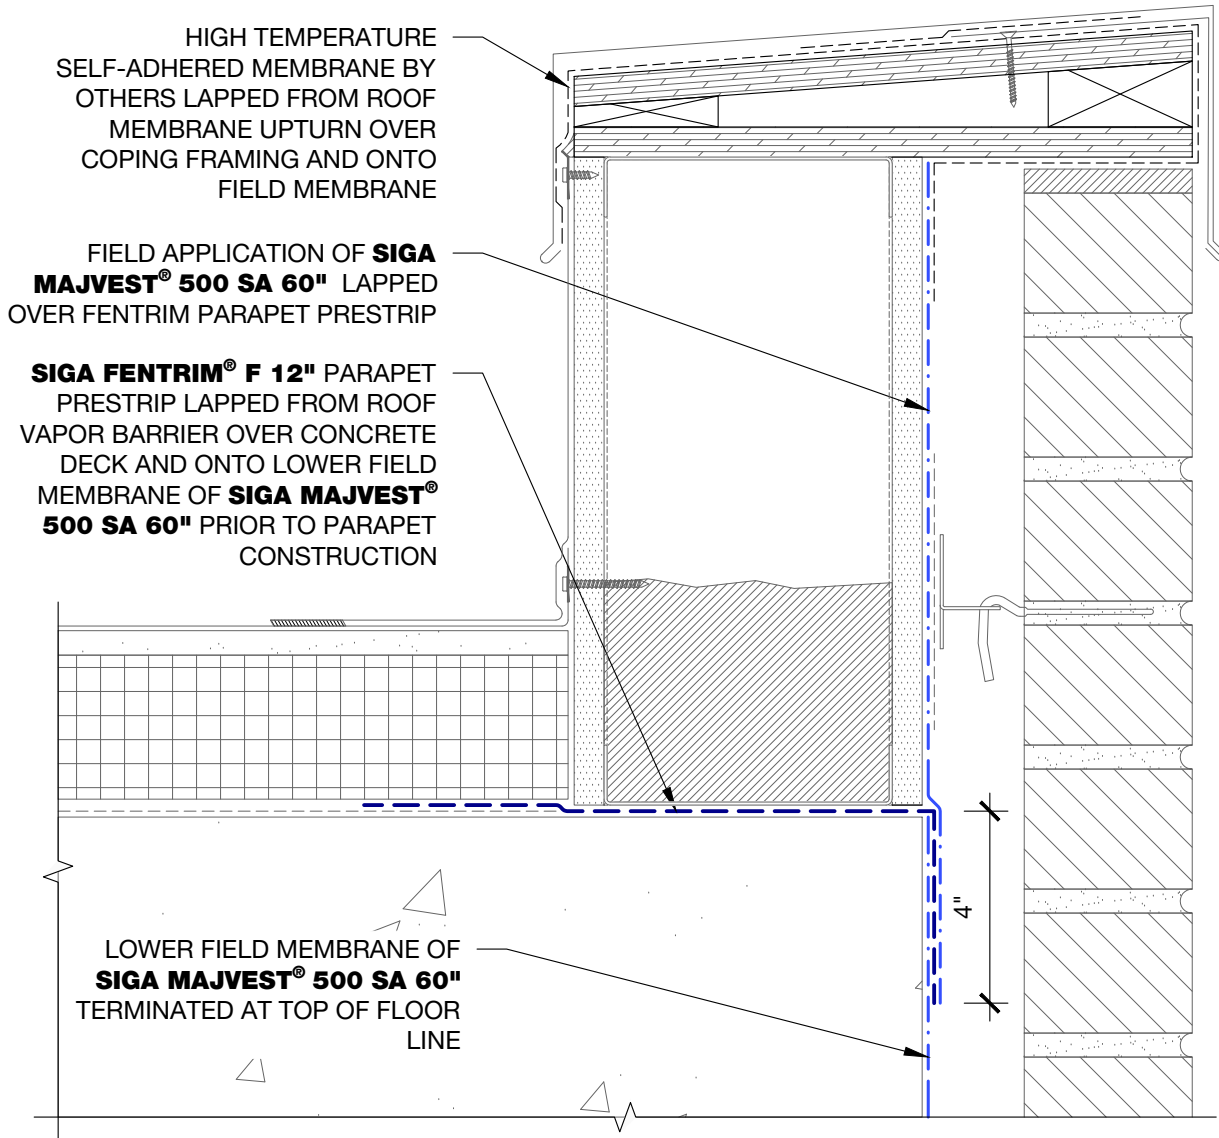 HIGH TEMPERATURE
SELF-ADHERED MEMBRANE BY
OTHERS LAPPED FROM ROOF
MEMBRANE UPTURN OVER
COPING FRAMING AND ONTO
FIELD MEMBRANE
FIELD APPLICATION OF SIGA
MAJVEST® 500 SA 60" LAPPED
OVER FENTRIM PARAPET PRESTRIP
SIGA FENTRIM® F 12" PARAPET
PRESTRIP LAPPED FROM ROOF
VAPOR BARRIER OVER CONCRETE
DECK AND ONTO LOWER FIELD
MEMBRANE OF SIGA MAJVEST®
500 SA 60" PRIOR TO PARAPET
CONSTRUCTION
4"
LOWER FIELD MEMBRANE OF
SIGA MAJVEST® 500 SA 60"
TERMINATED AT TOP OF FLOOR
LINE